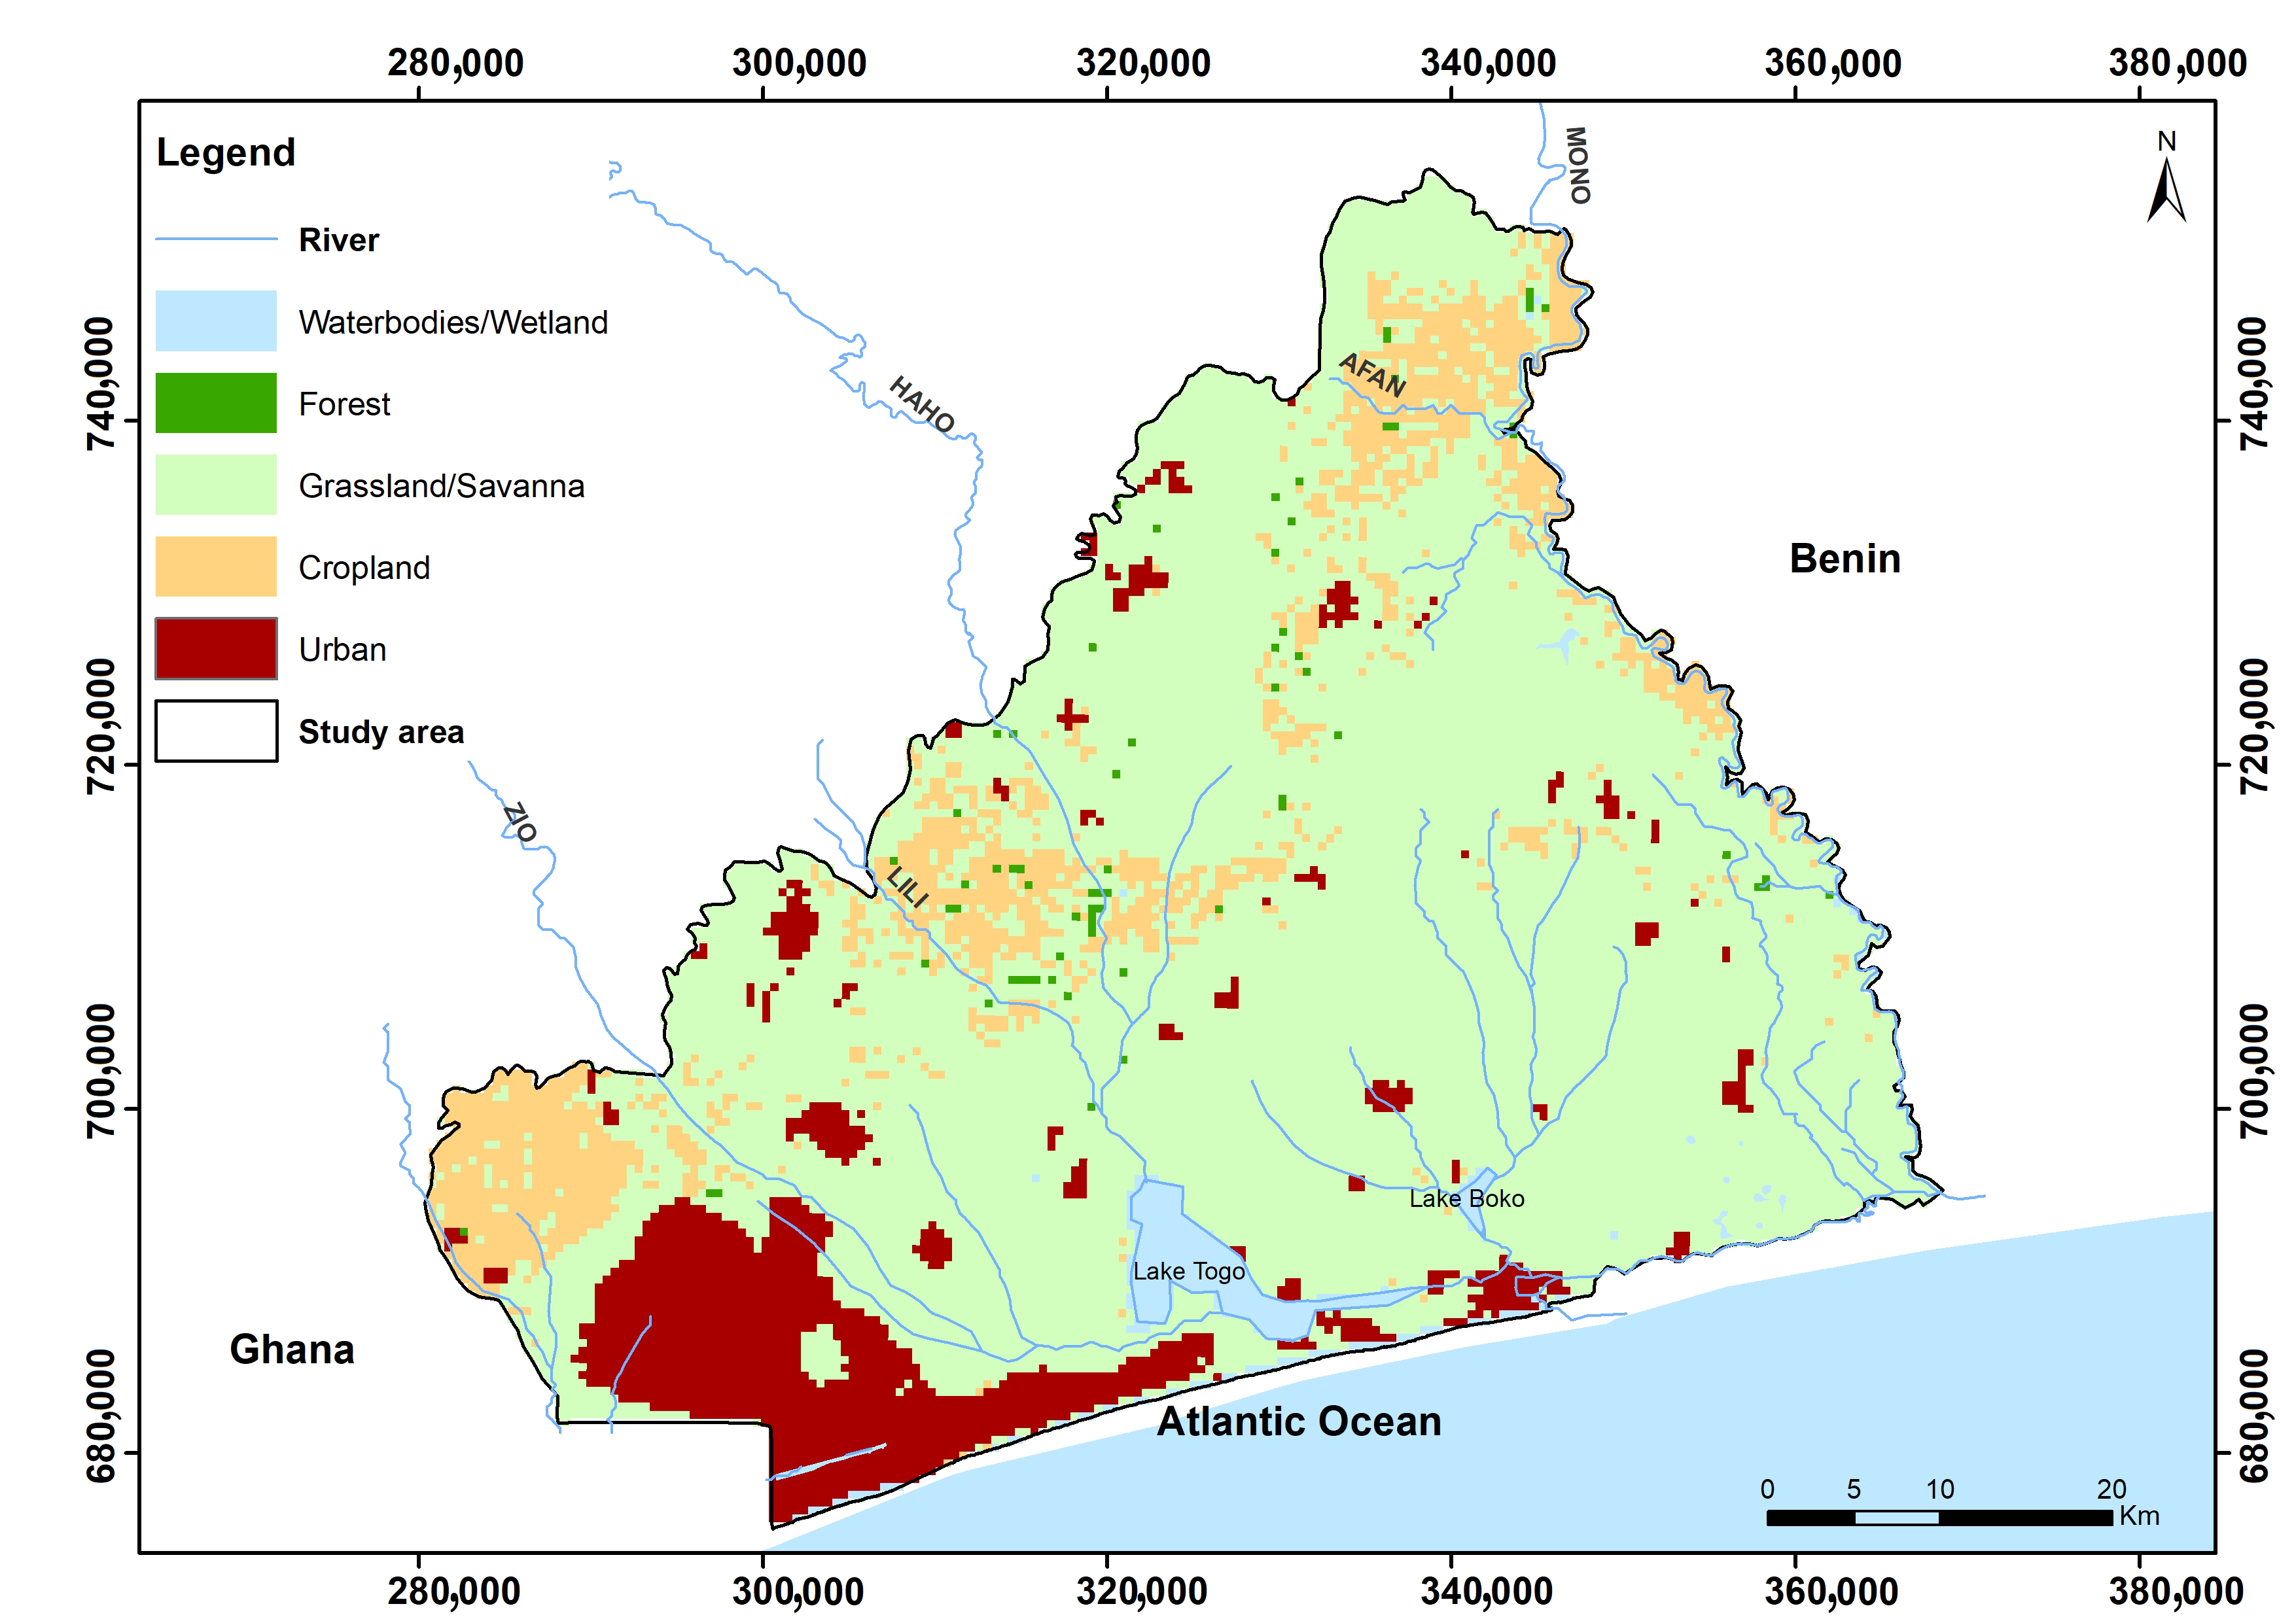 280,000 300,000 320,000 340,000 360,000 380,000
Legend
River
Waterbodies/Wetland
Forest
Grassland/Savanna
Cropland
Urban
Study area
N
MONO
HAHO
AFAN
ZIO
LILI
Benin
Lake Boko
Lake Togo
Ghana
Atlantic Ocean
0 5 10 20
Km
740,000
720,000
700,000
680,000
740,000
720,000
700,000
680,000
280,000 300,000 320,000 340,000 360,000 380,000